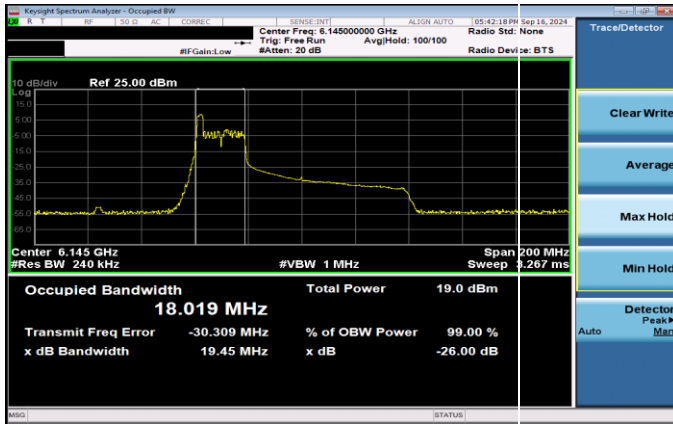 Keysight Spectrum Analyzer - Occupied BW
R T RF 50 Ω AC CORREC SENSE:INT ALIGN AUTO 05:42:18 PM Sep 16, 2024
Center Freq: 6.145000000 GHz Radio Std: None
Trig: Free Run Avg|Hold: 100/100
#IFGain:Low #Atten: 20 dB Radio Device: BTS
Trace/Detector
10 dB/div Ref 25.00 dBm
Log
15.0
5.00
-5.00
-15.0
-25.0
-35.0
-45.0
-55.0
-65.0
Center 6.145 GHz Span 200 MHz
#Res BW 240 kHz #VBW 1 MHz Sweep 3.267 ms
Occupied Bandwidth Total Power 19.0 dBm
18.019 MHz
Transmit Freq Error -30.309 MHz % of OBW Power 99.00 %
x dB Bandwidth 19.45 MHz x dB -26.00 dB
Clear Write
Average
Max Hold
Min Hold
Detector
Peak
Auto Man
MSG STATUS